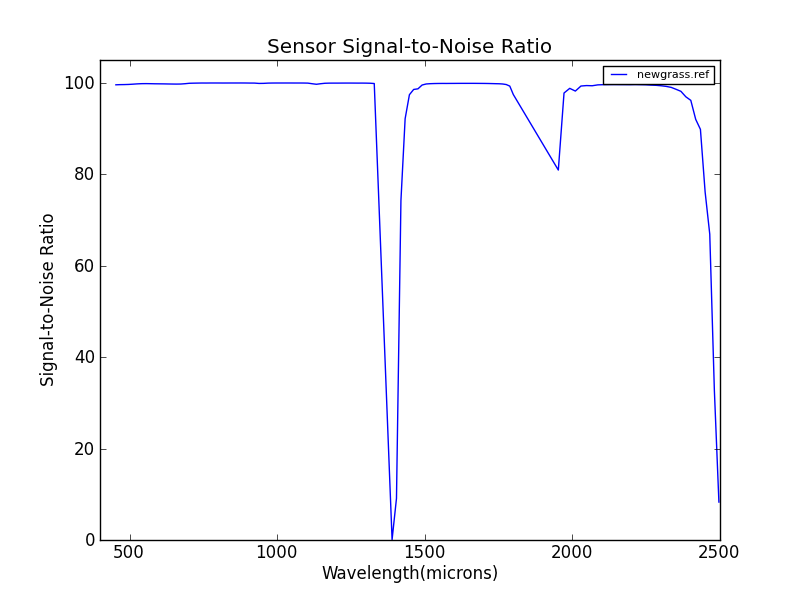 Sensor Signal-to-Noise Ratio
newgrass.ref
100
80
60
40
20
0
Signal-to-Noise Ratio
500
1000
1500
2000
2500
Wavelength(microns)